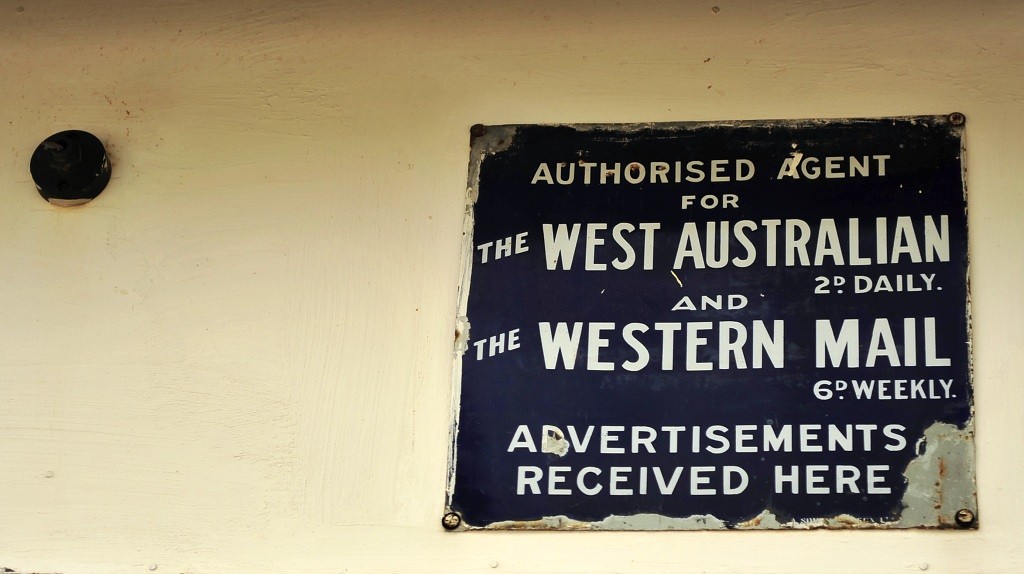 AUTHORISED AGENT
FOR
THE WEST AUSTRALIAN
2D. DAILY.
AND
THE WESTERN MAIL
6D. WEEKLY.
ADVERTISEMENTS
RECEIVED HERE